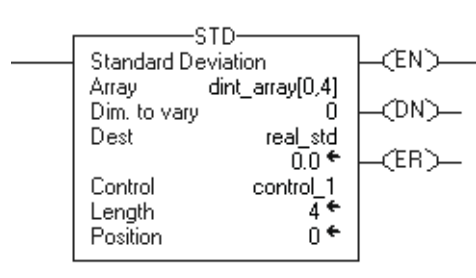 STD
Standard Deviation
(EN)
Array dint_array[0,4]
Dim. to vary 0
(DN)
Dest real_std
0.0
(ER)
Control control_1
Length 4
Position 0